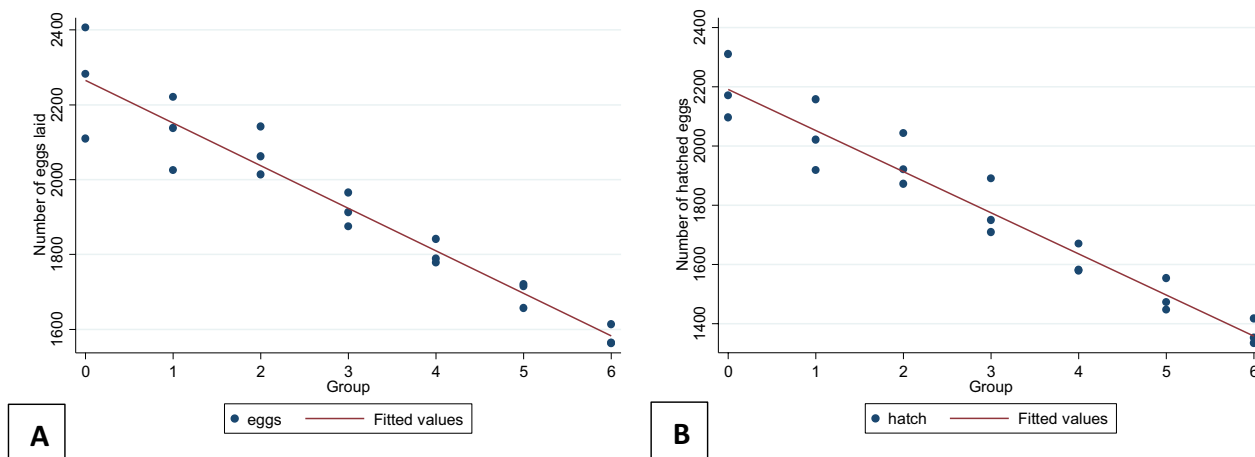 Number of eggs laid
2400
2200
2000
1800
1600
0 1 2 3 4 5 6
Group
eggs Fitted values
A
Number of hatched eggs
2400
2200
2000
1800
1600
1400
0 1 2 3 4 5 6
Group
hatch Fitted values
B